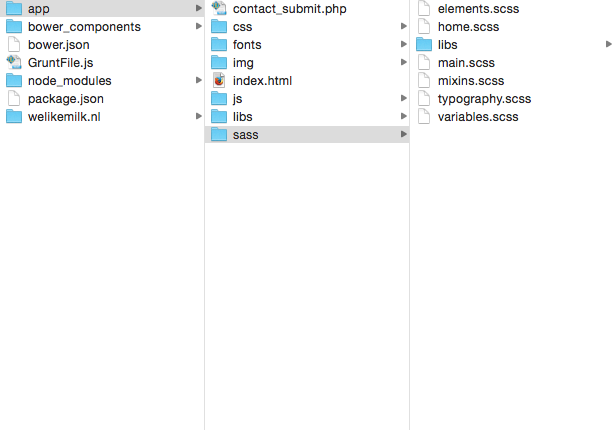 app
bower_components
bower.json
GruntFile.js
node_modules
package.json
welikemilk.nl
contact_submit.php
css
fonts
img
index.html
js
libs
sass
elements.scss
home.scss
libs
main.scss
mixins.scss
typography.scss
variables.scss